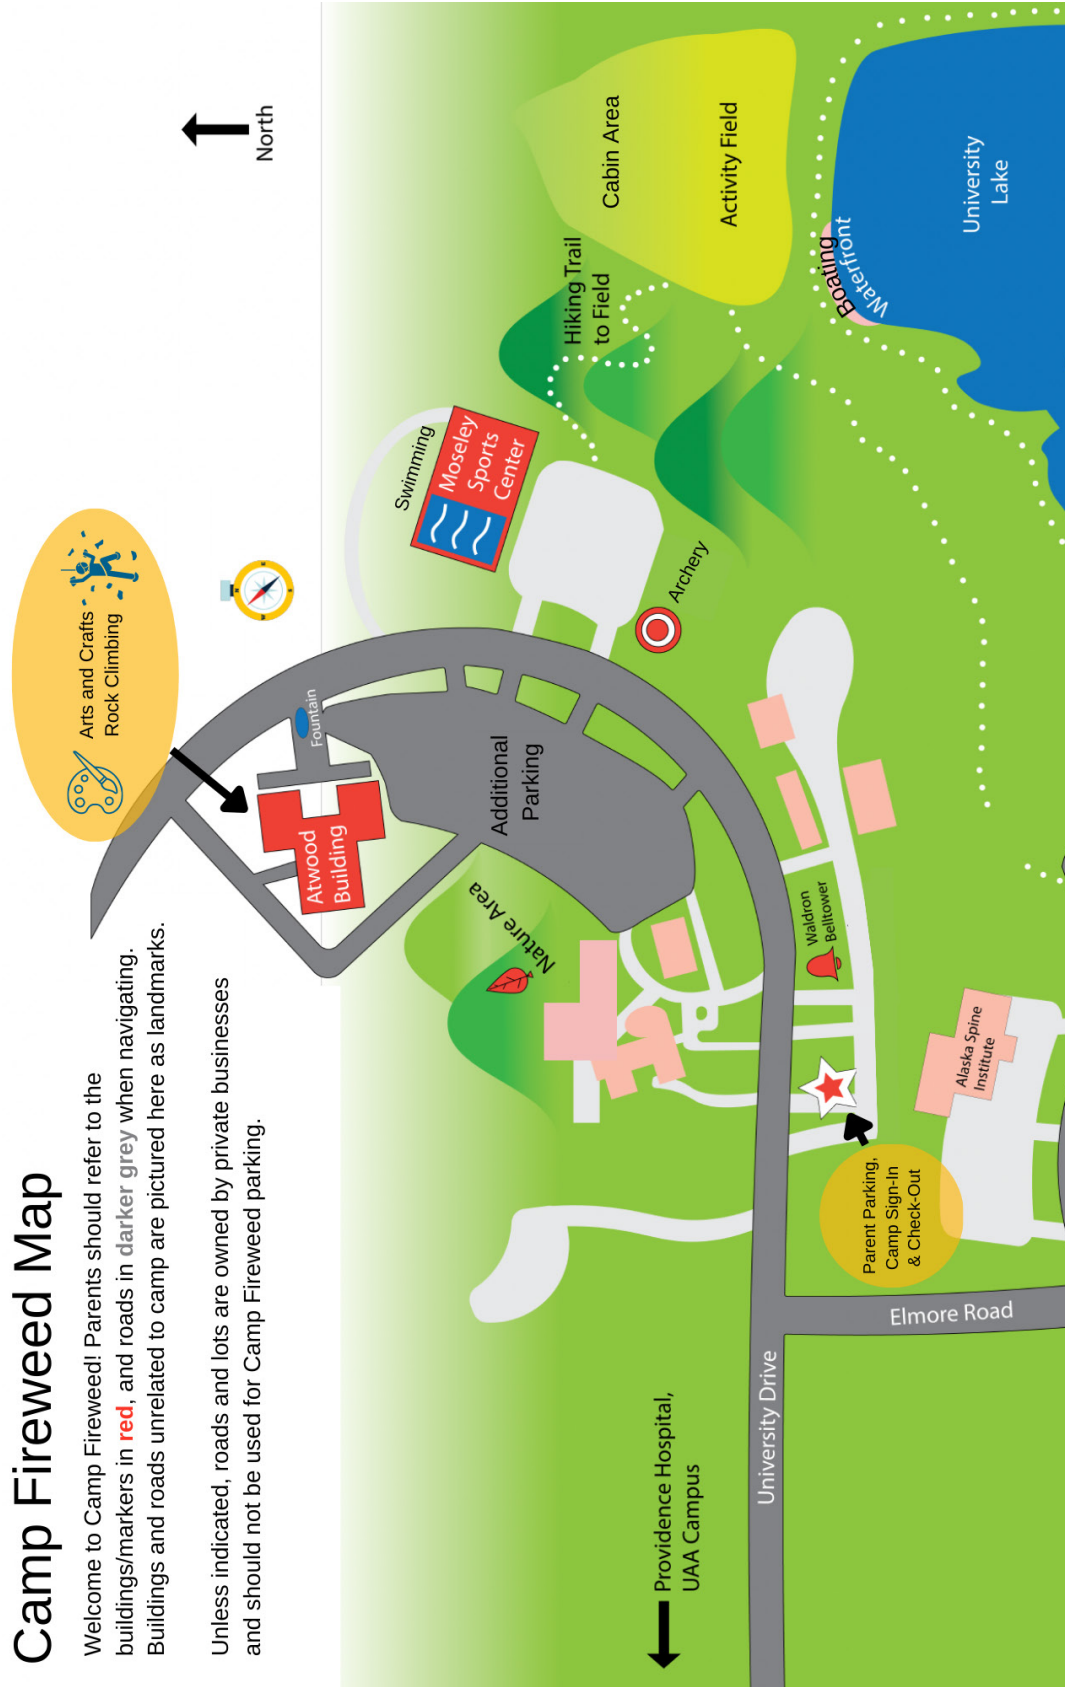 Camp Fireweed Map
Welcome to Camp Fireweed! Parents should refer to the
buildings/markers in red, and roads in darker grey when navigating.
Buildings and roads unrelated to camp are pictured here as landmarks.
Unless indicated, roads and lots are owned by private businesses
and should not be used for Camp Fireweed parking.
Arts and Crafts
Rock Climbing
North
Fountain
Atwood
Building
Swimming
Moseley
Sports
Center
Hiking Trail
to Field
Cabin Area
Activity Field
Additional
Parking
Nature Area
Archery
Boating
Waterfront
University
Lake
Waldron
Belltower
Alaska Spine
Institute
Parent Parking,
Camp Sign-In
& Check-Out
Elmore Road
University Drive
Providence Hospital,
UAA Campus